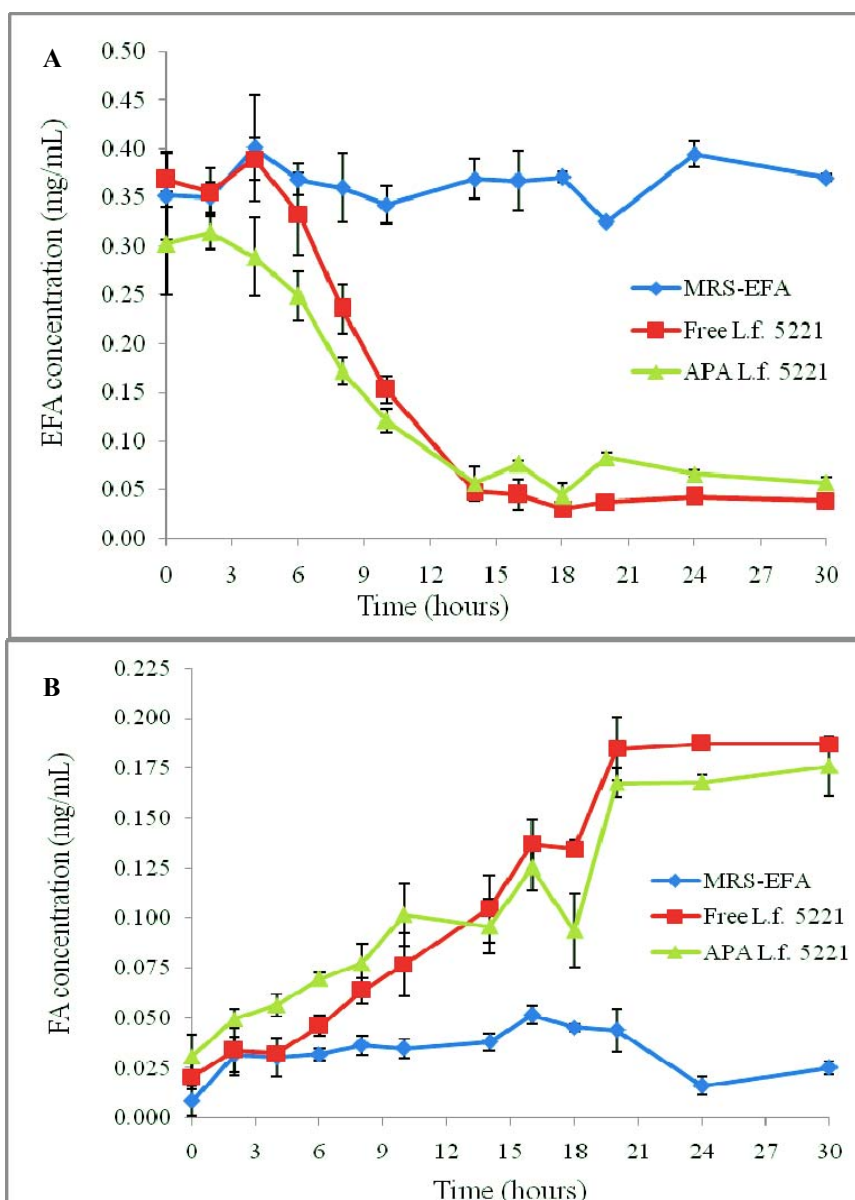 A
0.50
0.45
0.40
0.35
0.30
0.25
0.20
0.15
0.10
0.05
0.00
EFA concentration (mg/mL)
MRS-EFA
Free L.f. 5221
APA L.f. 5221
0 3 6 9 12 15 18 21 24 27 30
Time (hours)
B
0.225
0.200
0.175
0.150
0.125
0.100
0.075
0.050
0.025
0.000
FA concentration (mg/mL)
MRS-EFA
Free L.f. 5221
APA L.f. 5221
0 3 6 9 12 15 18 21 24 27 30
Time (hours)